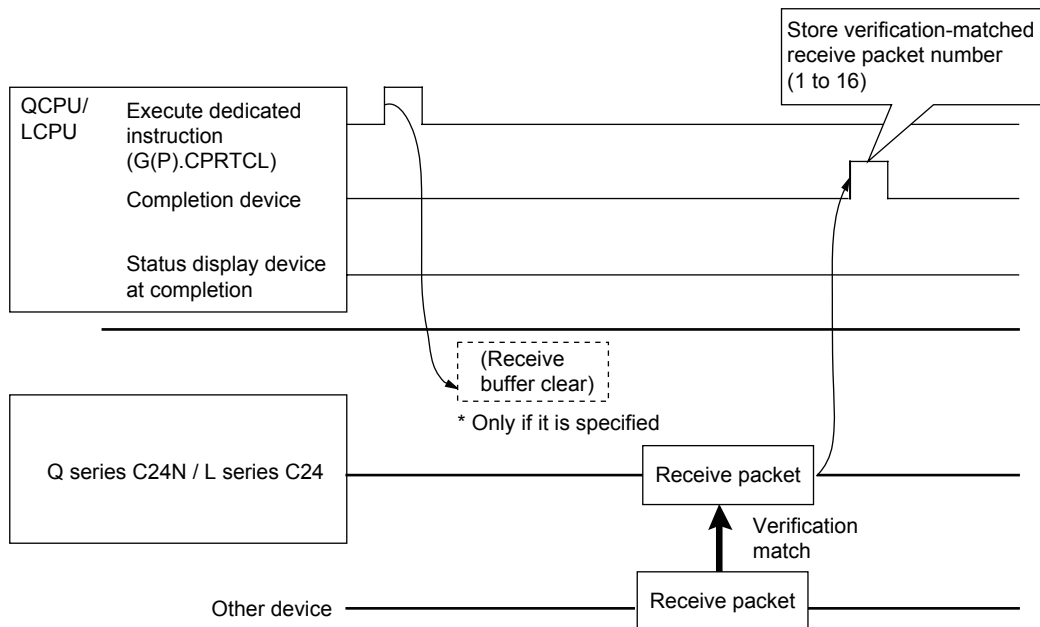 Store verification-matched
receive packet number
(1 to 16)
QCPU/
LCPU
Execute dedicated
instruction
(G(P).CPRTCL)
Completion device
Status display device
at completion
(Receive
buffer clear)
* Only if it is specified
Q series C24N / L series C24
Receive packet
Verification
match
Other device
Receive packet